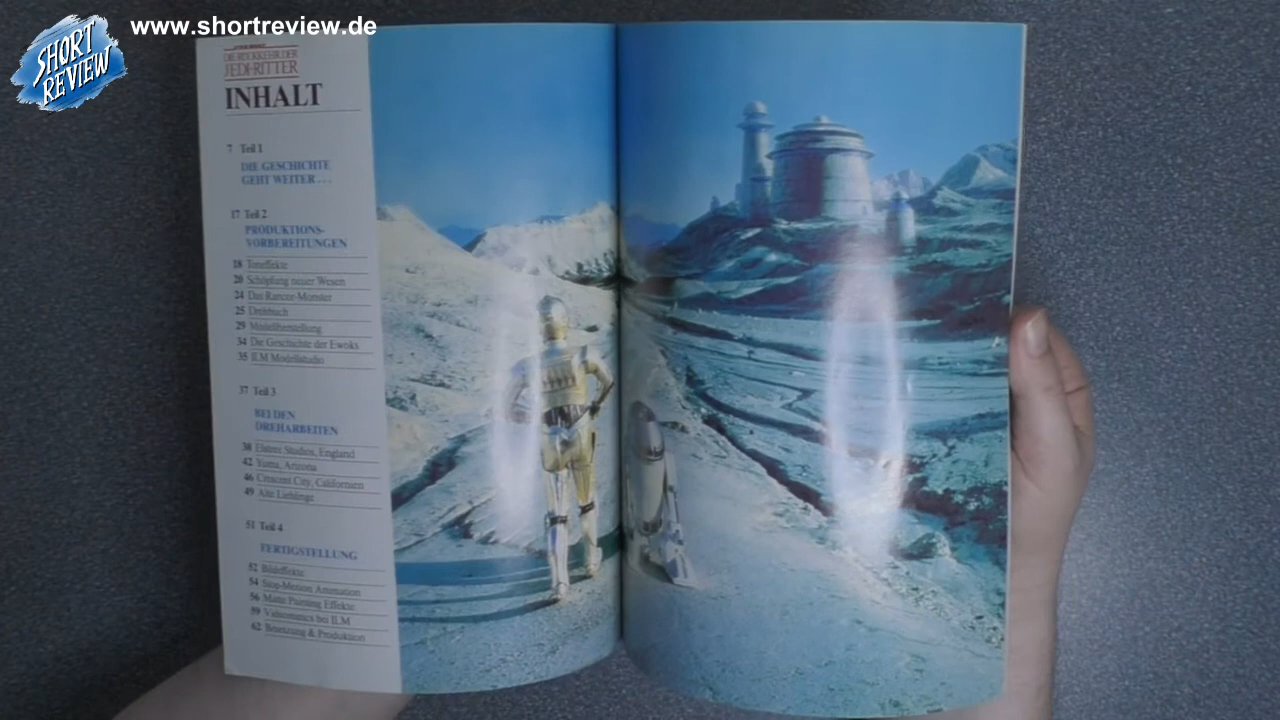 www.shortreview.de
SHORT
REVIEW
DIE RÜCKKEHR DER
JEDI-RITTER
INHALT
7 Teil 1
DIE GESCHICHTE
GEHT WEITER . . .
17 Teil 2
PRODUKTIONS-
VORBEREITUNGEN
18 Toneffekte
20 Schöpfung neuer Wesen
24 Das Rancor-Monster
25 Drehbuch
29 Modellherstellung
34 Die Geschichte der Ewoks
35 ILM Modellstudio
37 Teil 3
BEI DEN
DREHARBEITEN
38 Elstree Studios, England
42 Yuma, Arizona
46 Crescent City, Californien
49 Alte Lieblinge
51 Teil 4
FERTIGSTELLUNG
52 Bildeffekte
54 Stop-Motion Animation
56 Matte Painting Effekte
59 Videomatics bei ILM
62 Besetzung & Produktion